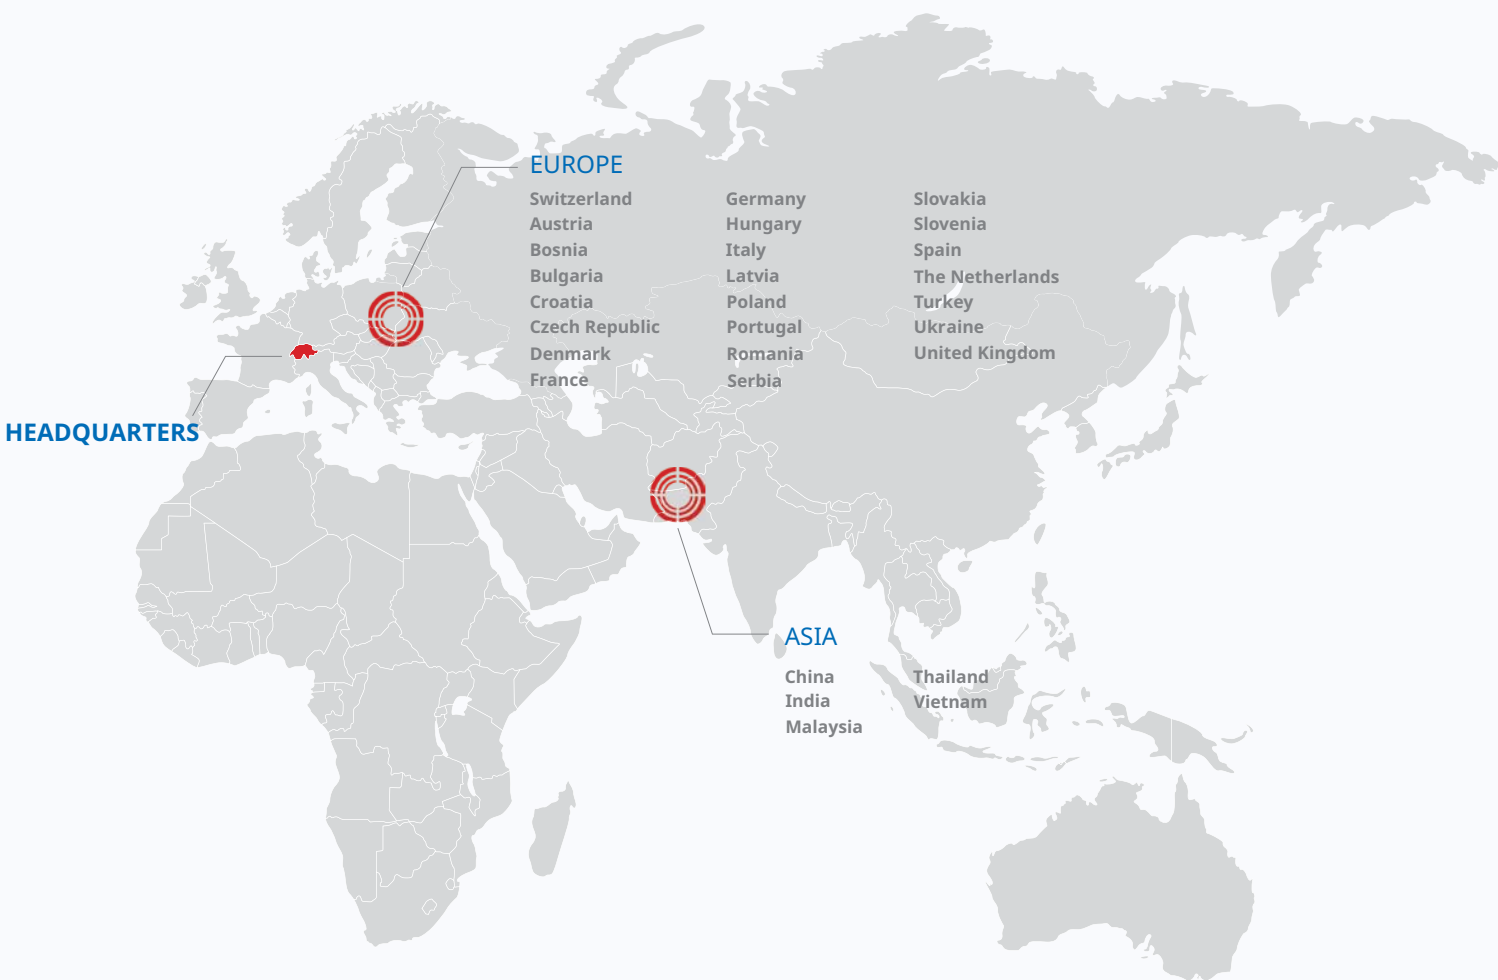 EUROPE
Switzerland
Austria
Bosnia
Bulgaria
Croatia
Czech Republic
Denmark
France
Germany
Hungary
Italy
Latvia
Poland
Portugal
Romania
Serbia
Slovakia
Slovenia
Spain
The Netherlands
Turkey
Ukraine
United Kingdom
HEADQUARTERS
ASIA
China
India
Malaysia
Thailand
Vietnam